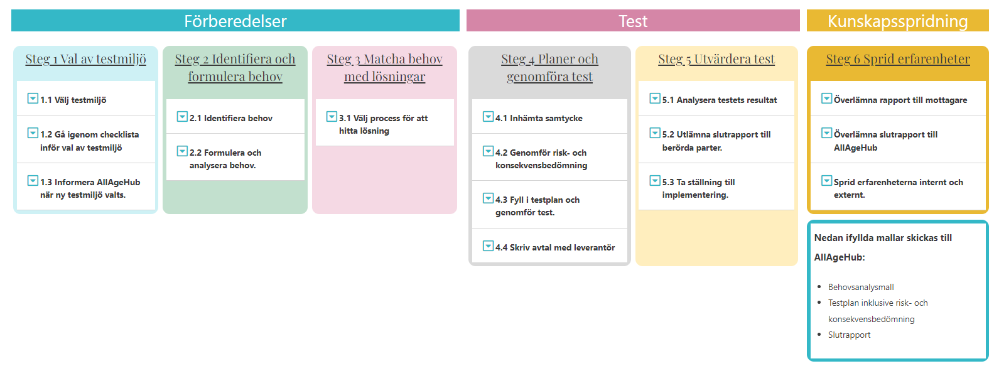 Förberedelser
Steg 1 Val av testmiljö
1.1 Välj testmiljö
1.2 Gå igenom checklista
inför val av testmiljö
1.3 Informera AllAgeHub
när ny testmiljö valts.
Steg 2 Identifiera och
formulera behov
2.1 Identifiera behov
2.2 Formulera och
analysera behov.
Steg 3 Matcha behov
med lösningar
3.1 Välj process för att
hitta lösning
Test
Steg 4 Planer och
genomföra test
4.1 Inhämta samtycke
4.2 Genomför risk- och
konsekvensbedömning
4.3 Fyll i testplan och
genomför test.
4.4 Skriv avtal med leverantör
Steg 5 Utvärdera test
5.1 Analysera testets resultat
5.2 Utlämna slutrapport till
berörda parter.
5.3 Ta ställning till
implementering.
Kunskapsspridning
Steg 6 Sprid erfarenheter
Överlämna rapport till mottagare
Överlämna slutrapport till
AllAgeHub
Sprid erfarenheterna internt och
externt.
Nedan ifyllda mallar skickas till
AllAgeHub:
• Behovsanalysmall
• Testplan inklusive risk- och
konsekvensbedömning
• Slutrapport